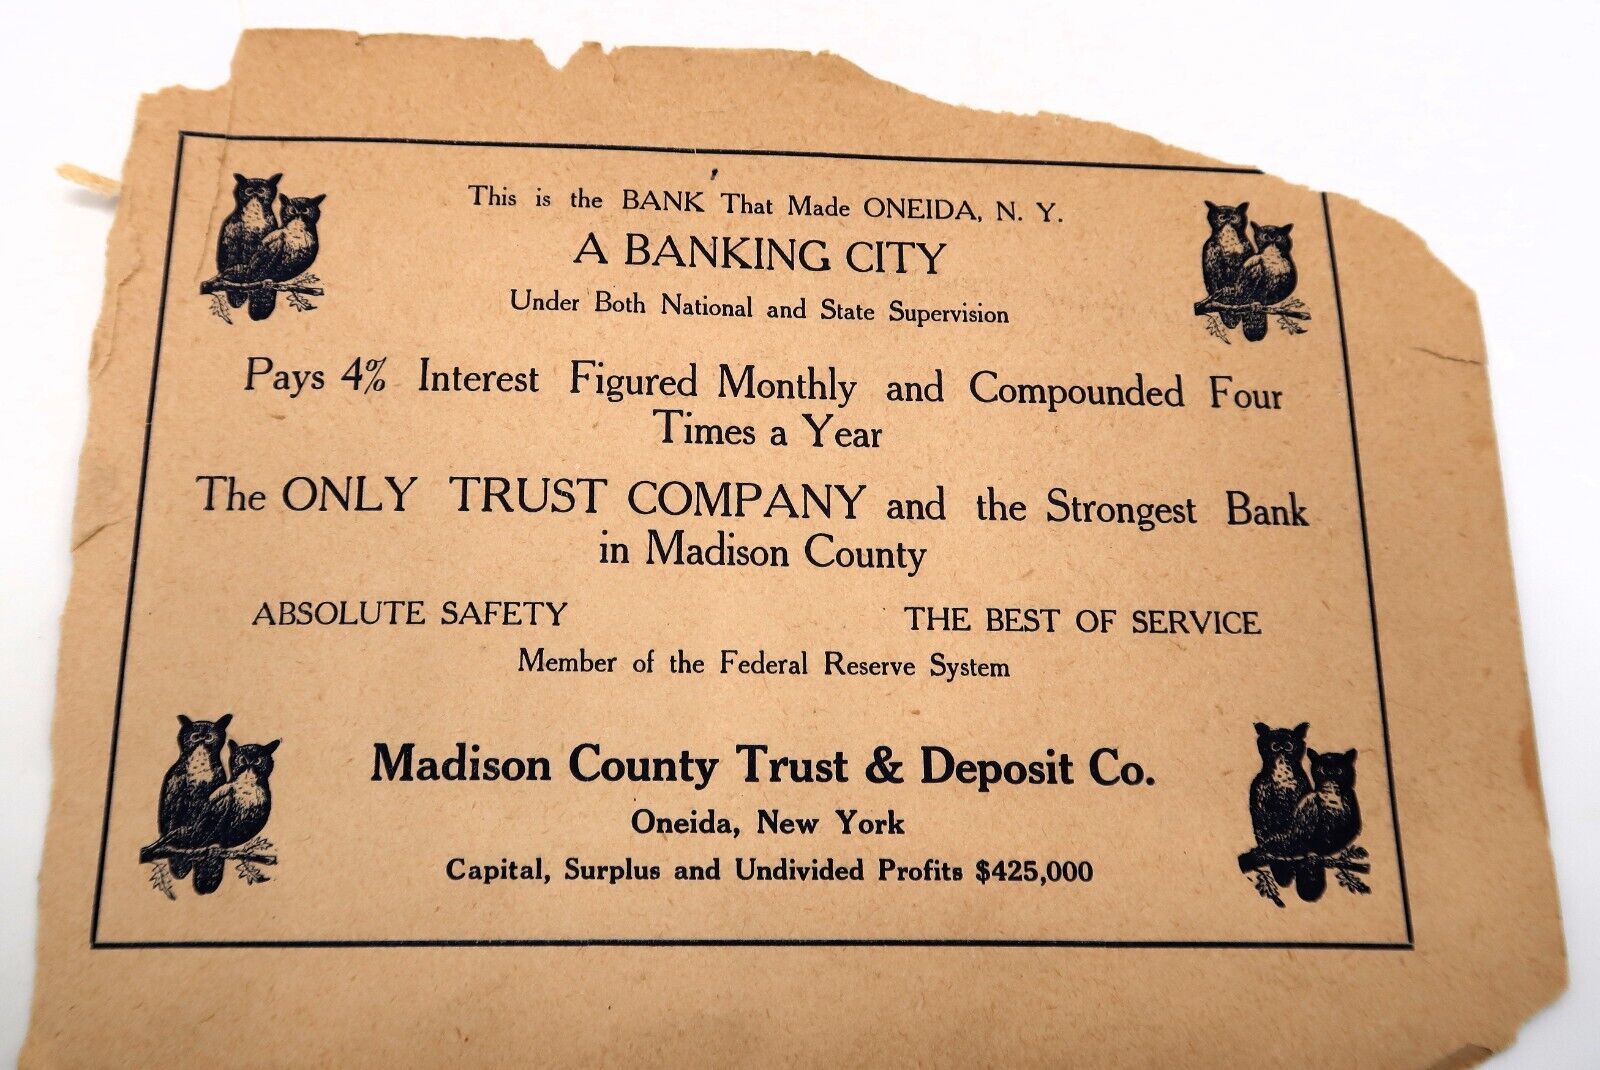 This is the BANK That Made ONEIDA, N. Y.
A BANKING CITY
Under Both National and State Supervision
Pays 4% Interest Figured Monthly and Compounded Four
Times a Year
The ONLY TRUST COMPANY and the Strongest Bank
in Madison County
ABSOLUTE SAFETY THE BEST OF SERVICE
Member of the Federal Reserve System
Madison County Trust & Deposit Co.
Oneida, New York
Capital, Surplus and Undivided Profits $425,000